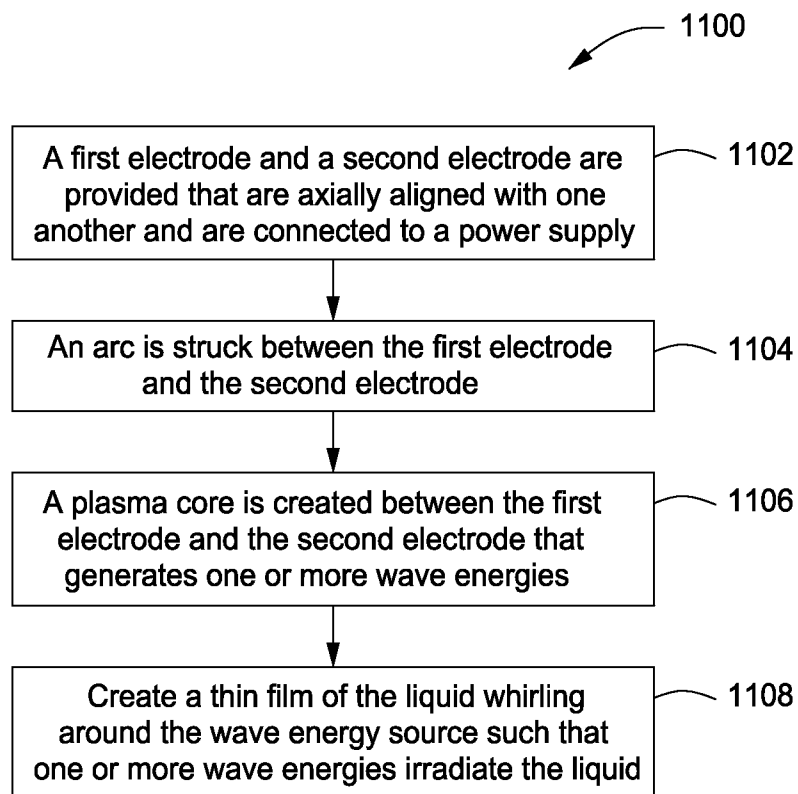 1100
A first electrode and a second electrode are
provided that are axially aligned with one
another and are connected to a power supply
1102
An arc is struck between the first electrode
and the second electrode
1104
A plasma core is created between the first
electrode and the second electrode that
generates one or more wave energies
1106
Create a thin film of the liquid whirling
around the wave energy source such that
one or more wave energies irradiate the liquid
1108